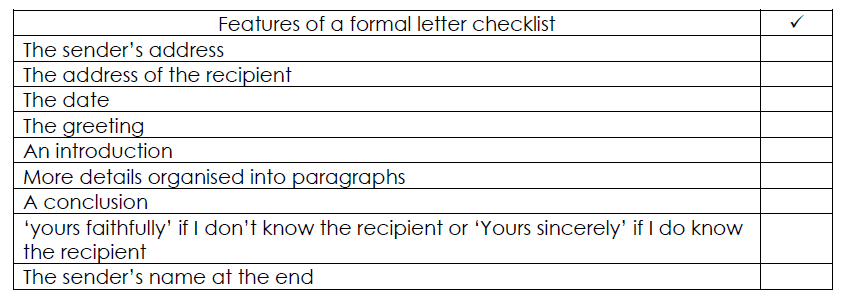 Features of a formal letter checklist ✓
The sender’s address
The address of the recipient
The date
The greeting
An introduction
More details organised into paragraphs
A conclusion
‘yours faithfully’ if I don’t know the recipient or ‘Yours sincerely’ if I do know
the recipient
The sender’s name at the end